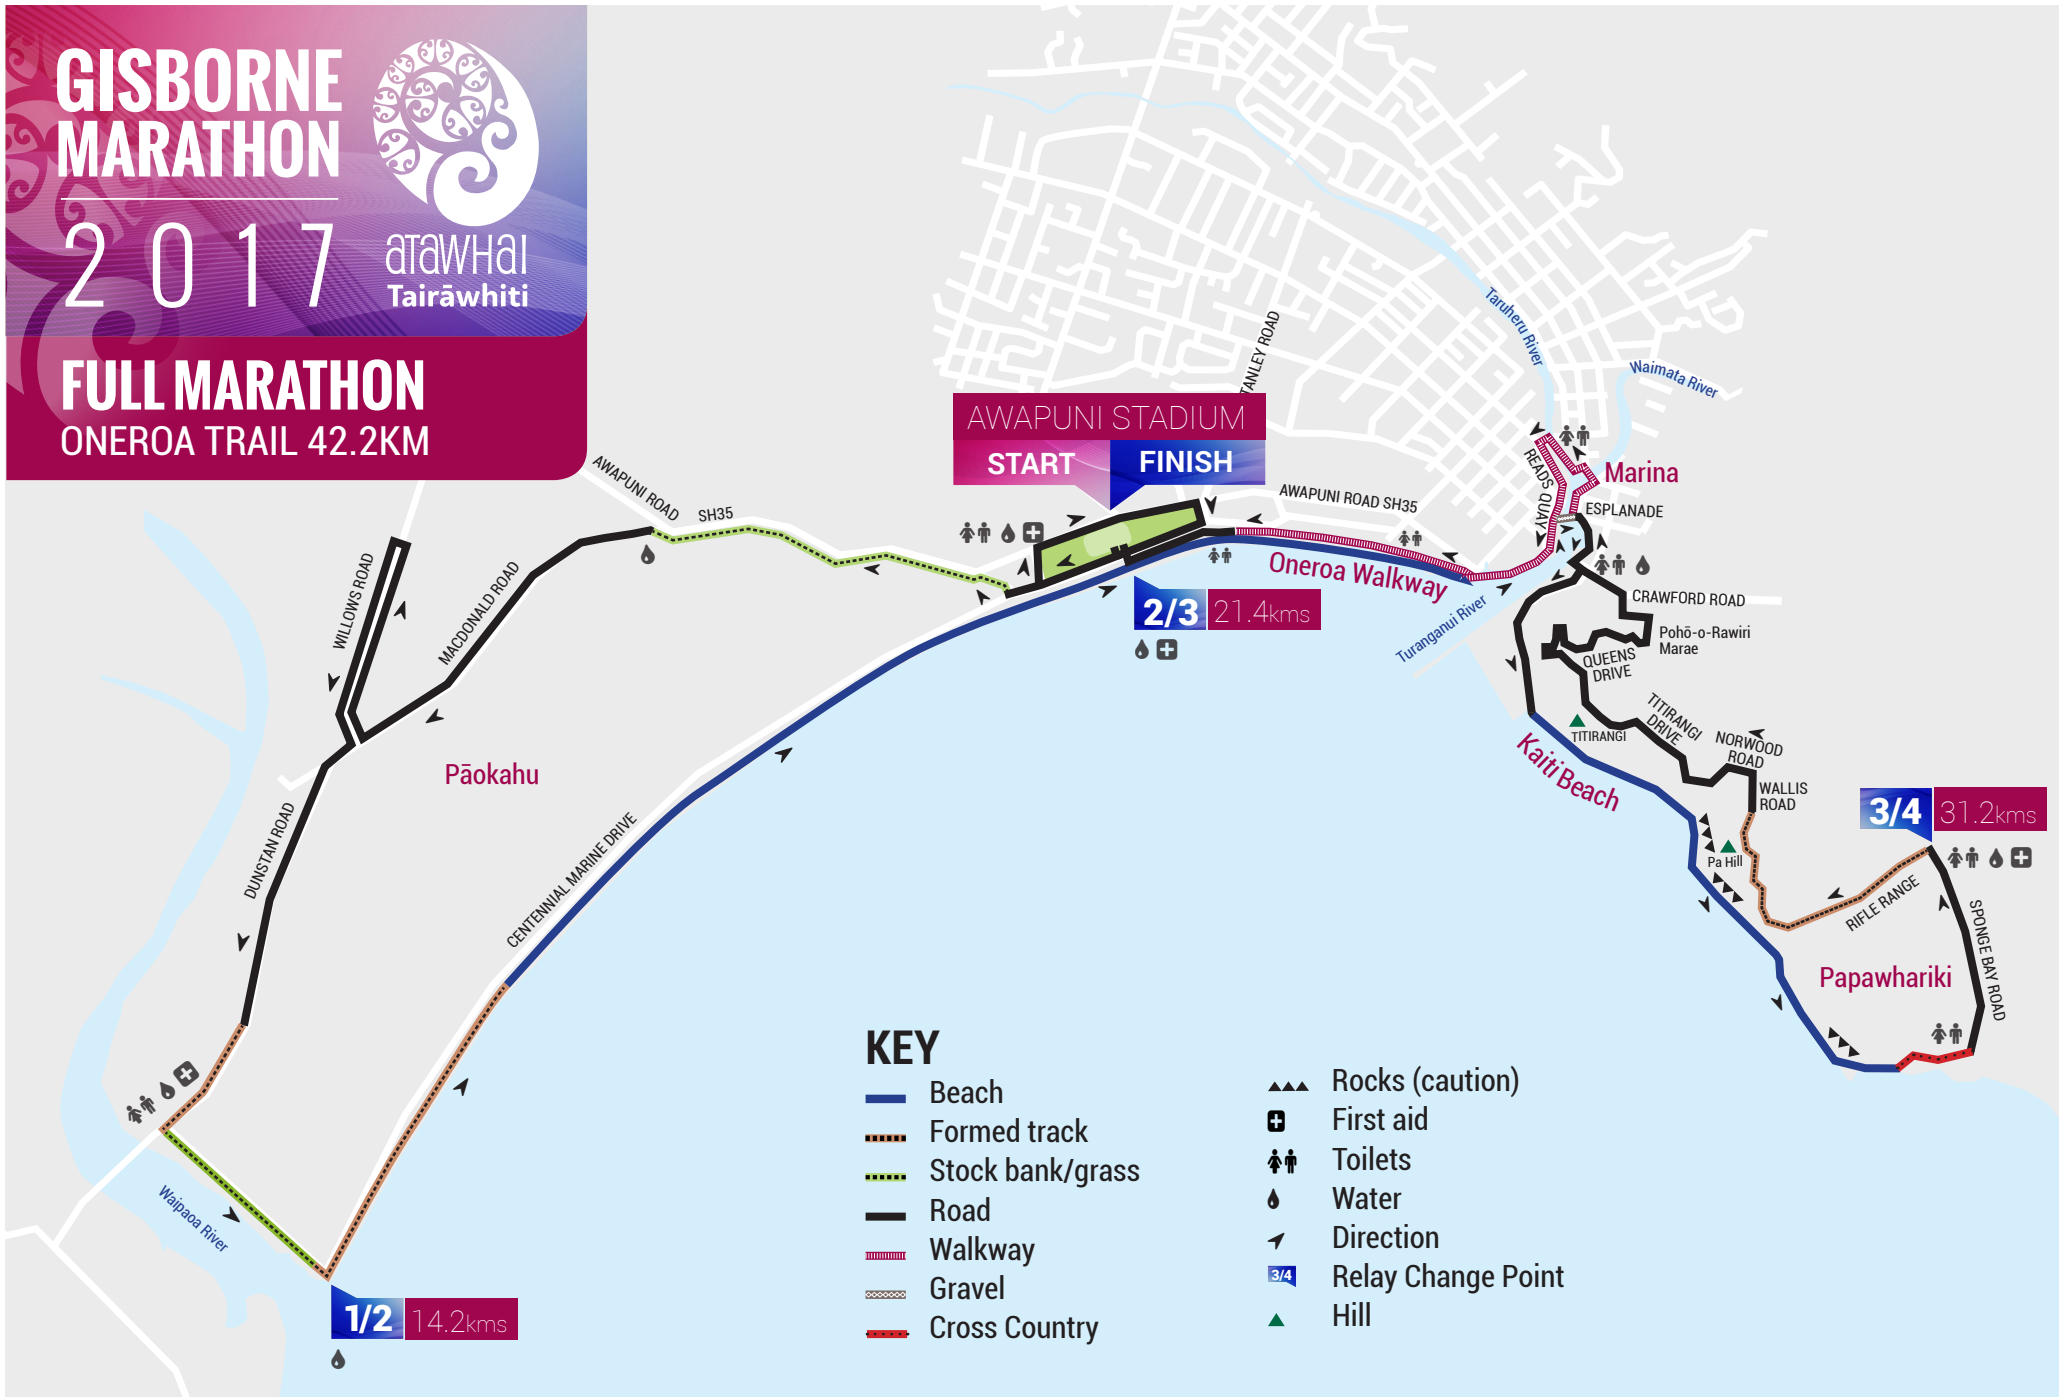 GISBORNE
MARATHON
2017
aTaWHaI
Tairāwhiti
FULL MARATHON
ONEROA TRAIL 42.2KM
TANLEY ROAD
Taruheru River
Waimata River
AWAPUNI STADIUM
START
FINISH
AWAPUNI ROAD
SH35
AWAPUNI ROAD SH35
READS QUAY
Marina
ESPLANADE
WILLOWS ROAD
MACDONALD ROAD
Oneroa Walkway
2/3
21.4kms
Turanganui River
CRAWFORD ROAD
Pohō-o-Rawiri
Marae
QUEENS
DRIVE
TITIRANGI
DRIVE
TITIRANGI
NORWOOD
ROAD
WALLIS
ROAD
Kaiti Beach
Pāokahu
DUNSTAN ROAD
CENTENNIAL MARINE DRIVE
Pa Hill
3/4
31.2kms
RIFLE RANGE
SPONGE BAY ROAD
Papawhariki
Waipaoa River
1/2
14.2kms
KEY
Beach
Formed track
Stock bank/grass
Road
Walkway
Gravel
Cross Country
Rocks (caution)
First aid
Toilets
Water
Direction
3/4
Relay Change Point
Hill